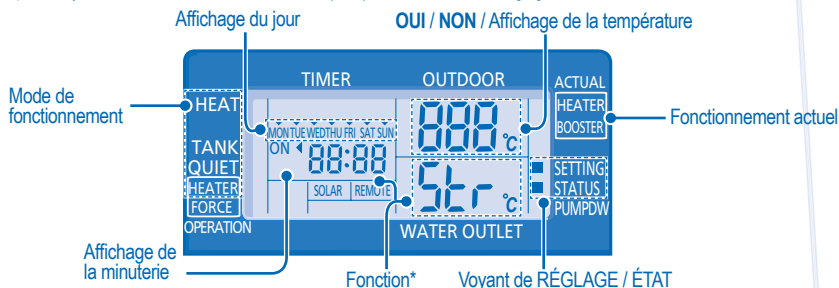 Affichage du jour
OUI / NON / Affichage de la température
Mode de
fonctionnement
TIMER
OUTDOOR
ACTUAL
HEAT
HEATER
BOOSTER
Fonctionnement actuel
MON TUE WED THU FRI SAT SUN
888 °C
ON
88:88
TANK
QUIET
HEATER
FORCE
OPERATION
SOLAR
REMOTE
Str °C
SETTING
STATUS
PUMPDW
WATER OUTLET
Affichage de
la minuterie
Fonction*
Voyant de RÉGLAGE / ÉTAT